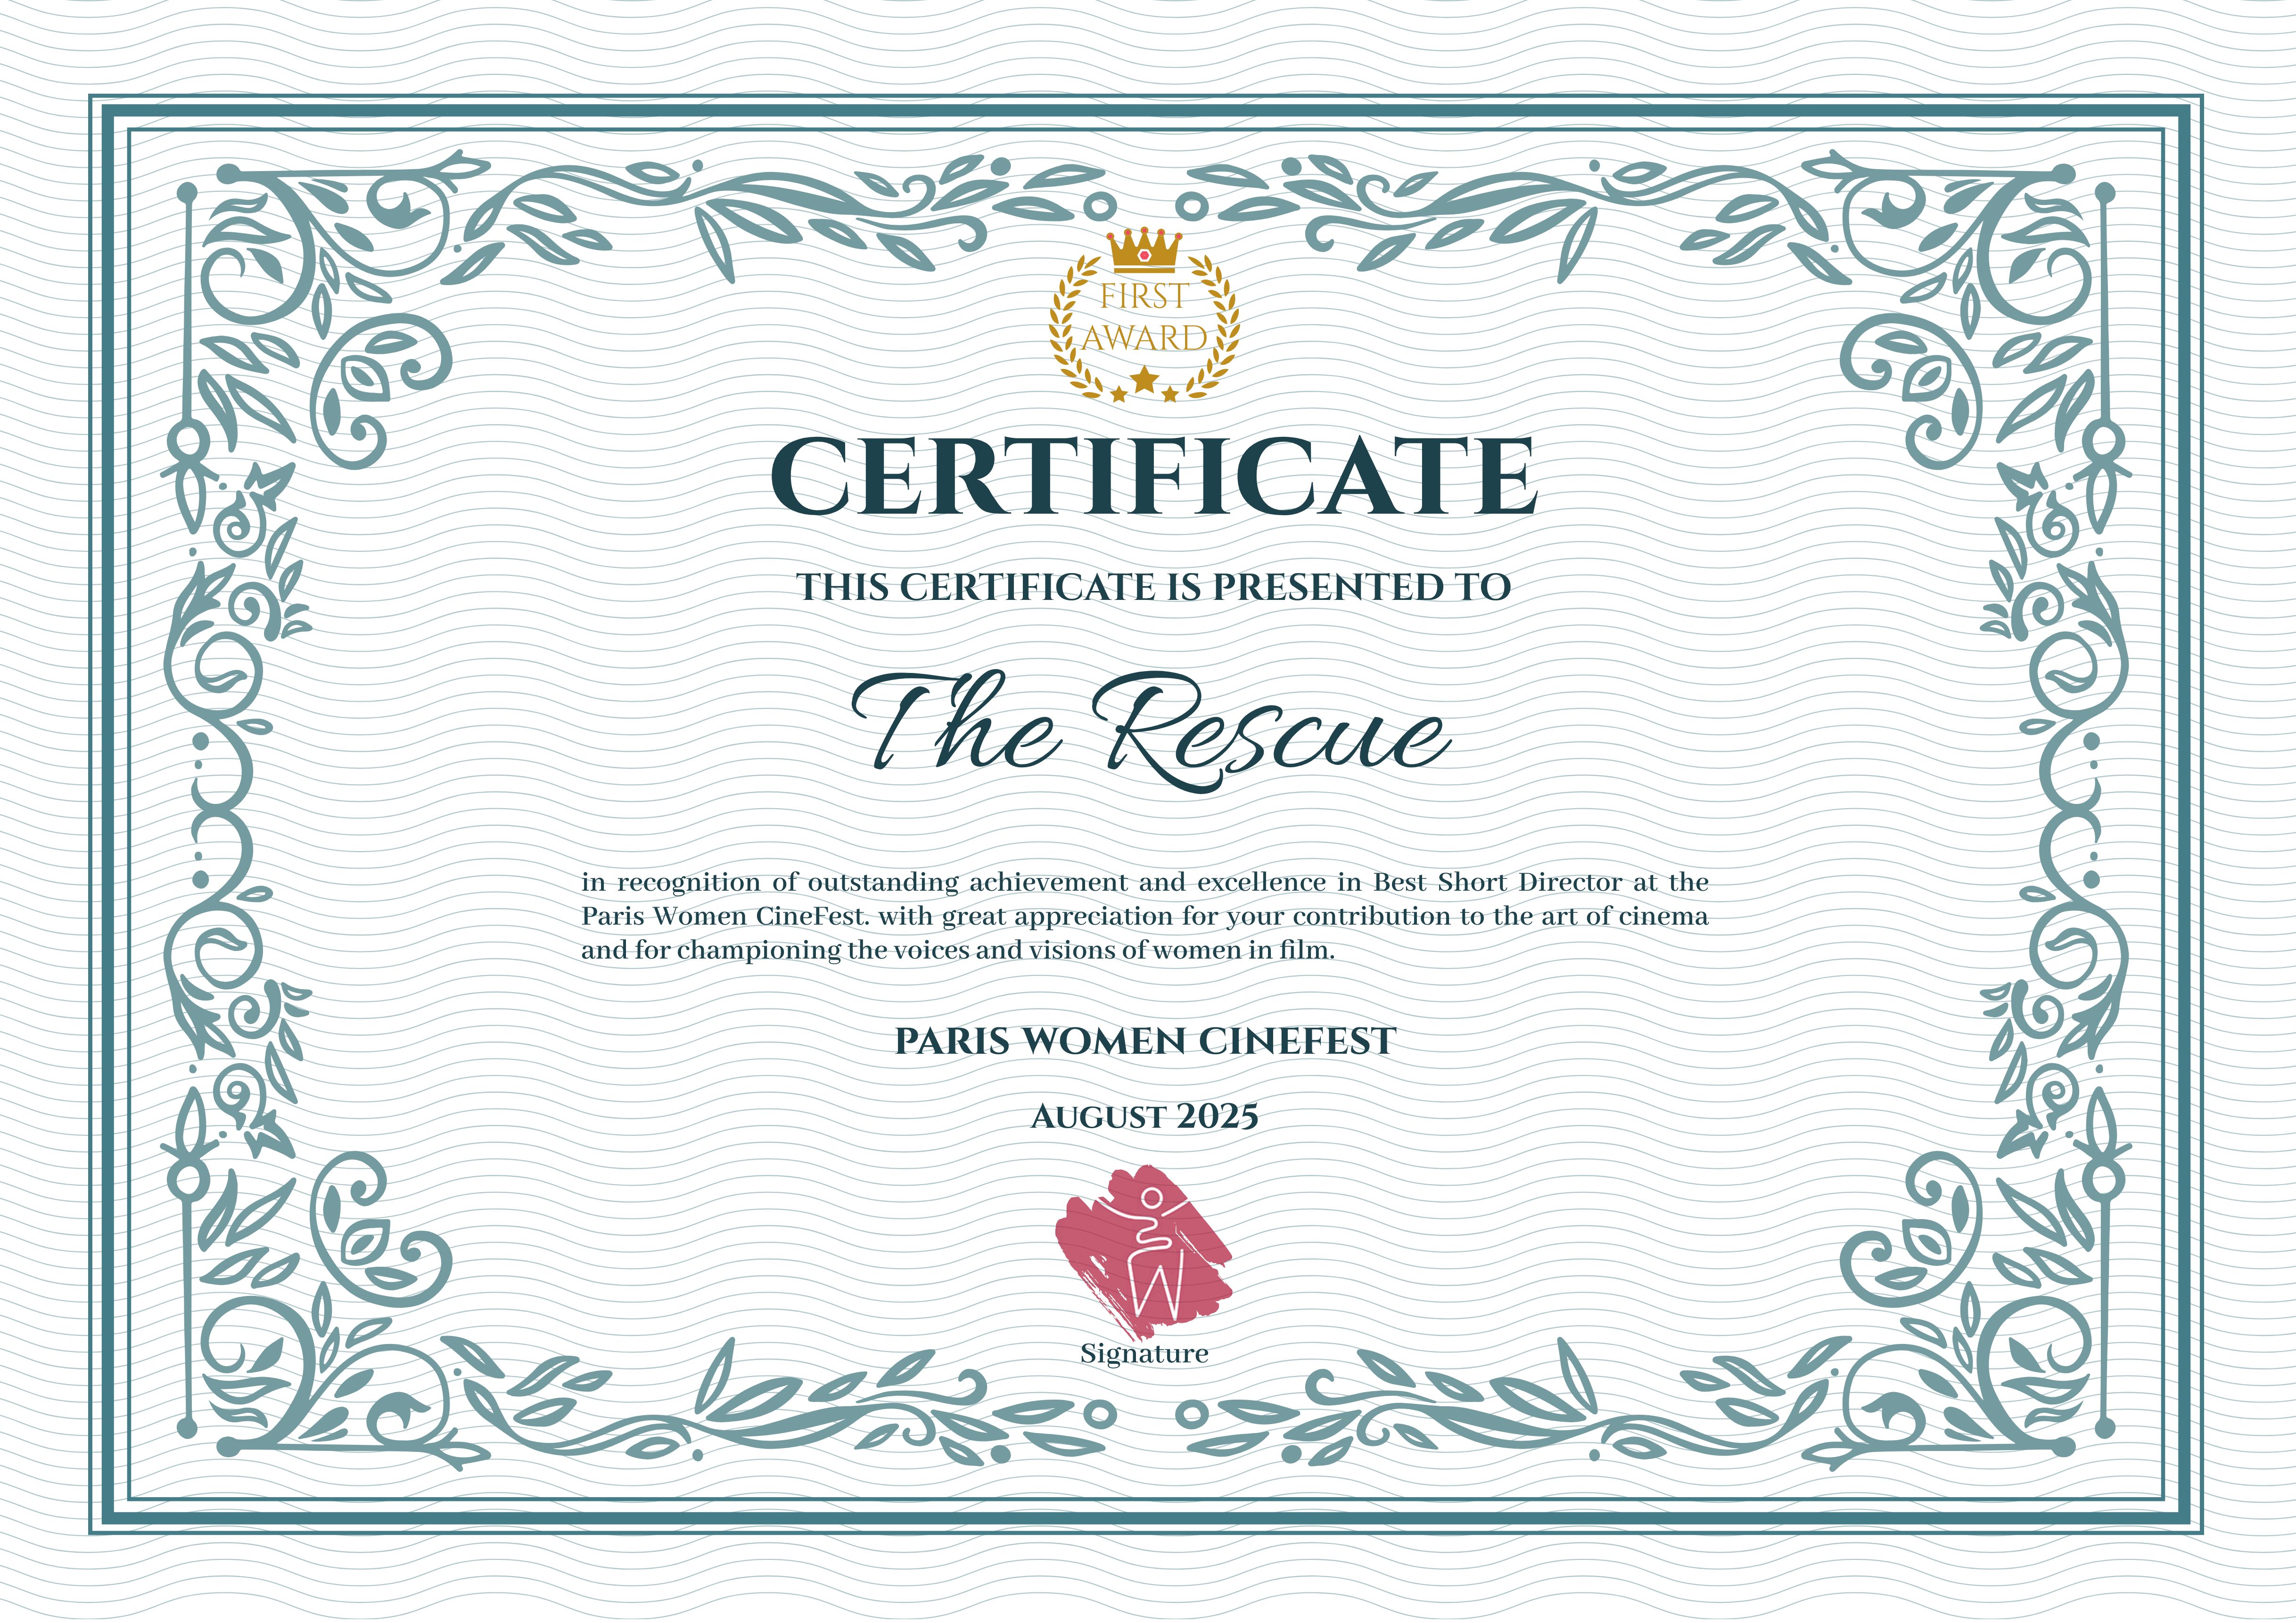 FIRST
AWARD
CERTIFICATE
THIS CERTIFICATE IS PRESENTED TO
The Rescue
in recognition of outstanding achievement and excellence in Best Short Director at the
Paris Women CineFest. with great appreciation for your contribution to the art of cinema
and for championing the voices and visions of women in film.
PARIS WOMEN CINEFEST
AUGUST 2025
W
Signature